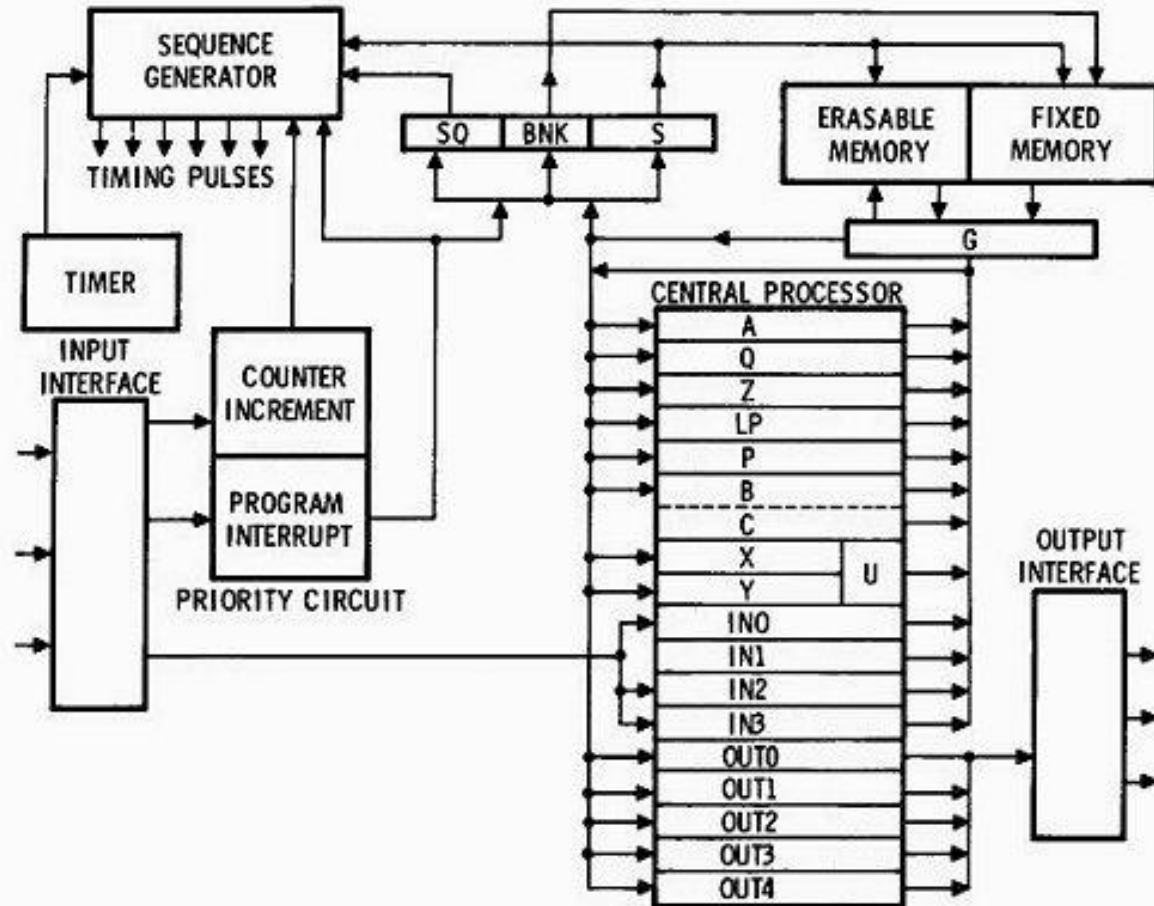 SEQUENCE
GENERATOR
TIMING PULSES
SQ
BNK
S
ERASABLE
MEMORY
FIXED
MEMORY
G
TIMER
INPUT
INTERFACE
COUNTER
INCREMENT
PROGRAM
INTERRUPT
PRIORITY CIRCUIT
CENTRAL PROCESSOR
A
Q
Z
LP
P
B
C
X
Y
U
IN0
IN1
IN2
IN3
OUT0
OUT1
OUT2
OUT3
OUT4
OUTPUT
INTERFACE